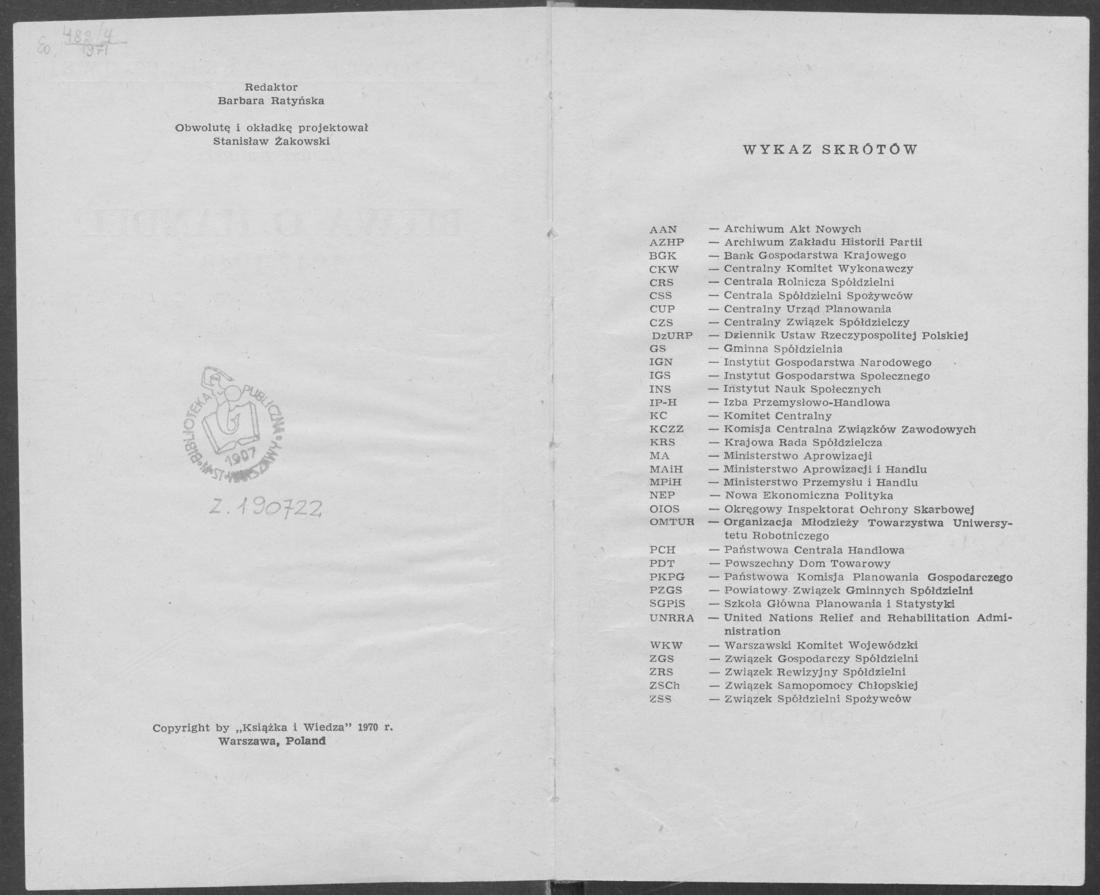 482/4
1971
Redaktor
Barbara Ratyńska
Obwolutę i okładkę projektował
Stanisław Żakowski
BIBLIOTEKA PUBLICZNA
1907
Z. 190722
Copyright by „Książka i Wiedza” 1970 r.
Warszawa, Poland
WYKAZ SKRÓTÓW
AAN — Archiwum Akt Nowych
AZHP — Archiwum Zakładu Historii Partii
BGK — Bank Gospodarstwa Krajowego
CKW — Centralny Komitet Wykonawczy
CRS — Centrala Rolnicza Spółdzielni
CSS — Centrala Spółdzielni Spożywców
CUP — Centralny Urząd Planowania
CZS — Centralny Związek Spółdzielczy
DzURP — Dziennik Ustaw Rzeczypospolitej Polskiej
GS — Gminna Spółdzielnia
IGN — Instytut Gospodarstwa Narodowego
IGS — Instytut Gospodarstwa Społecznego
INS — Instytut Nauk Społecznych
IP-H — Izba Przemysłowo-Handlowa
KC — Komitet Centralny
KCZZ — Komisja Centralna Związków Zawodowych
KRS — Krajowa Rada Spółdzielcza
MA — Ministerstwo Aprowizacji
MAiH — Ministerstwo Aprowizacji i Handlu
MPiH — Ministerstwo Przemysłu i Handlu
NEP — Nowa Ekonomiczna Polityka
OIOS — Okręgowy Inspektorat Ochrony Skarbowej
OMTUR — Organizacja Młodzieży Towarzystwa Uniwersy-
tetu Robotniczego
PCH — Państwowa Centrala Handlowa
PDT — Powszechny Dom Towarowy
PKPG — Państwowa Komisja Planowania Gospodarczego
PZGS — Powiatowy Związek Gminnych Spółdzielni
SGPiS — Szkoła Główna Planowania i Statystyki
UNRRA — United Nations Relief and Rehabilitation Admi-
nistration
WKW — Warszawski Komitet Wojewódzki
ZGS — Związek Gospodarczy Spółdzielni
ZRS — Związek Rewizyjny Spółdzielni
ZSCh — Związek Samopomocy Chłopskiej
ZSS — Związek Spółdzielni Spożywców